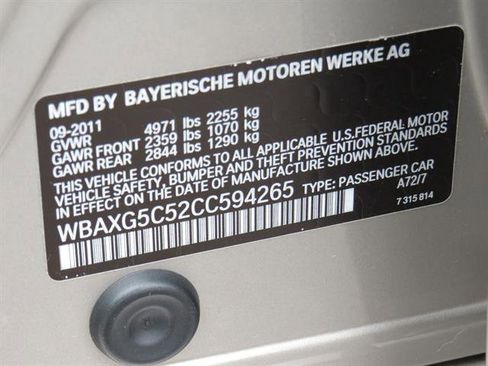 MFD BY BAYERISCHE MOTOREN WERKE AG
09-2011
GVWR 4971 lbs 2255 kg
GAWR FRONT 2359 lbs 1070 kg
GAWR REAR 2844 lbs 1290 kg
THIS VEHICLE CONFORMS TO ALL APPLICABLE U.S. FEDERAL MOTOR
VEHICLE SAFETY, BUMPER, AND THEFT PREVENTION STANDARDS
IN EFFECT ON THE DATE OF MANUFACTURE SHOWN ABOVE.
WBAXG5C52CC594265 TYPE: PASSENGER CAR
A72/7
7 315 814